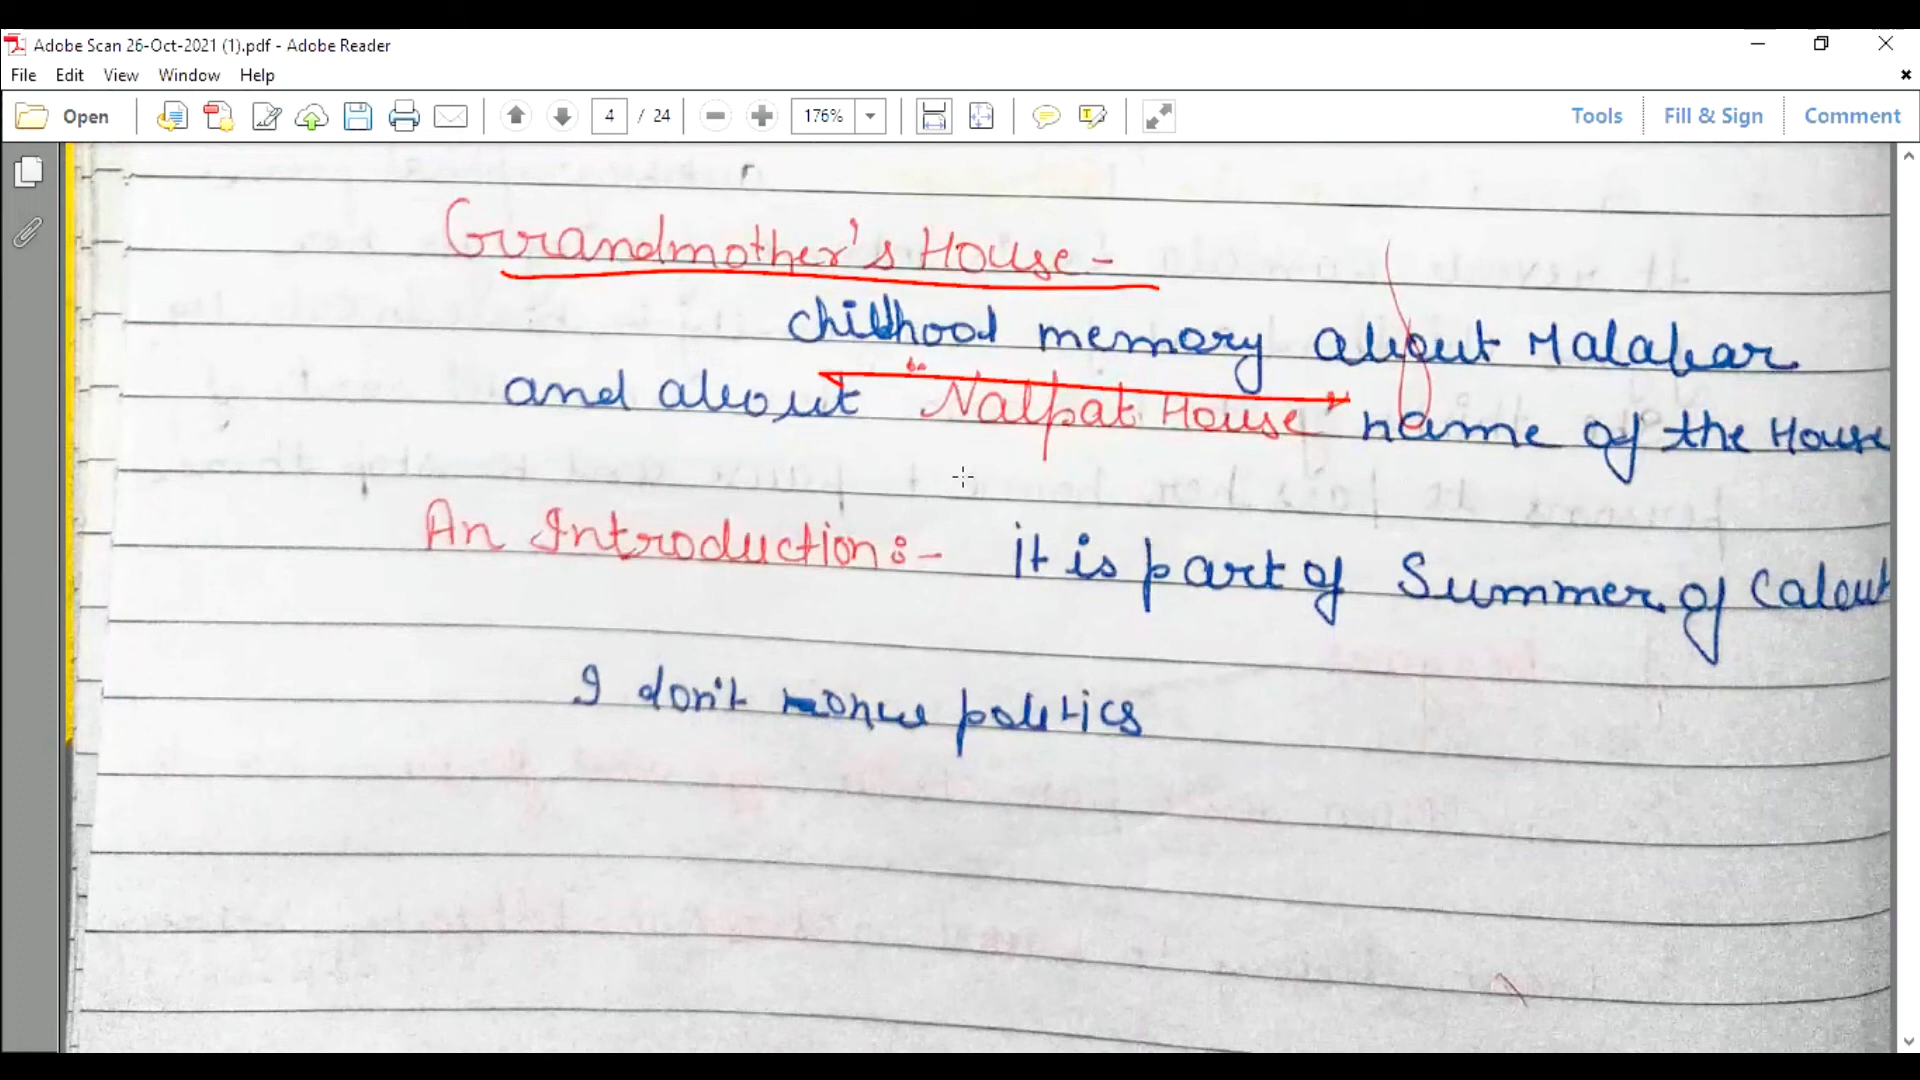 Adobe Scan 26-Oct-2021 (1).pdf - Adobe Reader
File Edit View Window Help
Open 4 / 24 176% Tools Fill & Sign Comment
Grandmother's House -
childhood memory about Malabar
and about "Nalpat House" name of the House
An Introduction :- it is part of Summer of Calcut
I don't politics